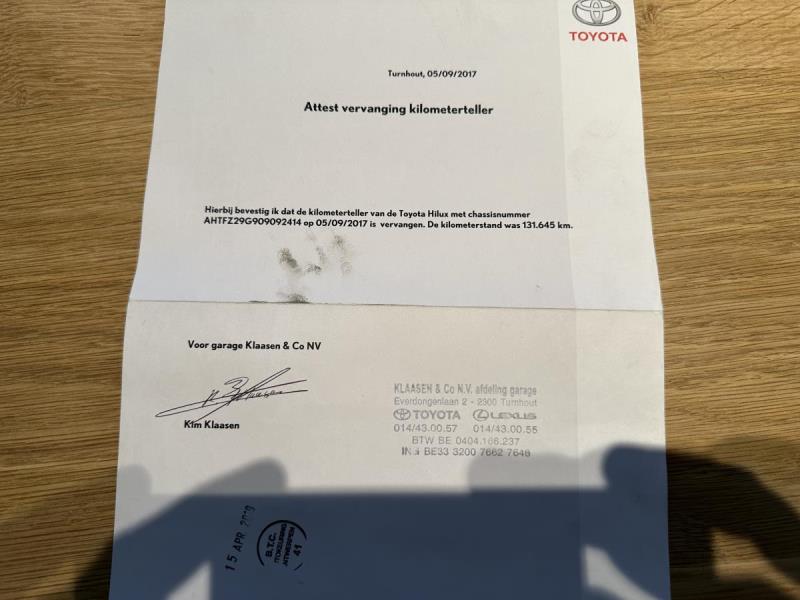 TOYOTA
Turnhout, 05/09/2017
Attest vervanging kilometerteller
Hierbij bevestig ik dat de kilometerteller van de Toyota Hilux met chassisnummer
AHTFZ29G909092414 op 05/09/2017 is vervangen. De kilometerstand was 131.645 km.
Voor garage Klaasen & Co NV
Kim Klaasen
KLAASEN & Co N.V. afdeling garage
Everdongenlaan 2 - 2300 Turnhout
TOYOTA LEXUS
014/43.00.57 014/43.00.55
BTW BE 0404.166.237
BE33 3200 7662 7646
15 APR
B.T.C.
ANTWERPEN
41